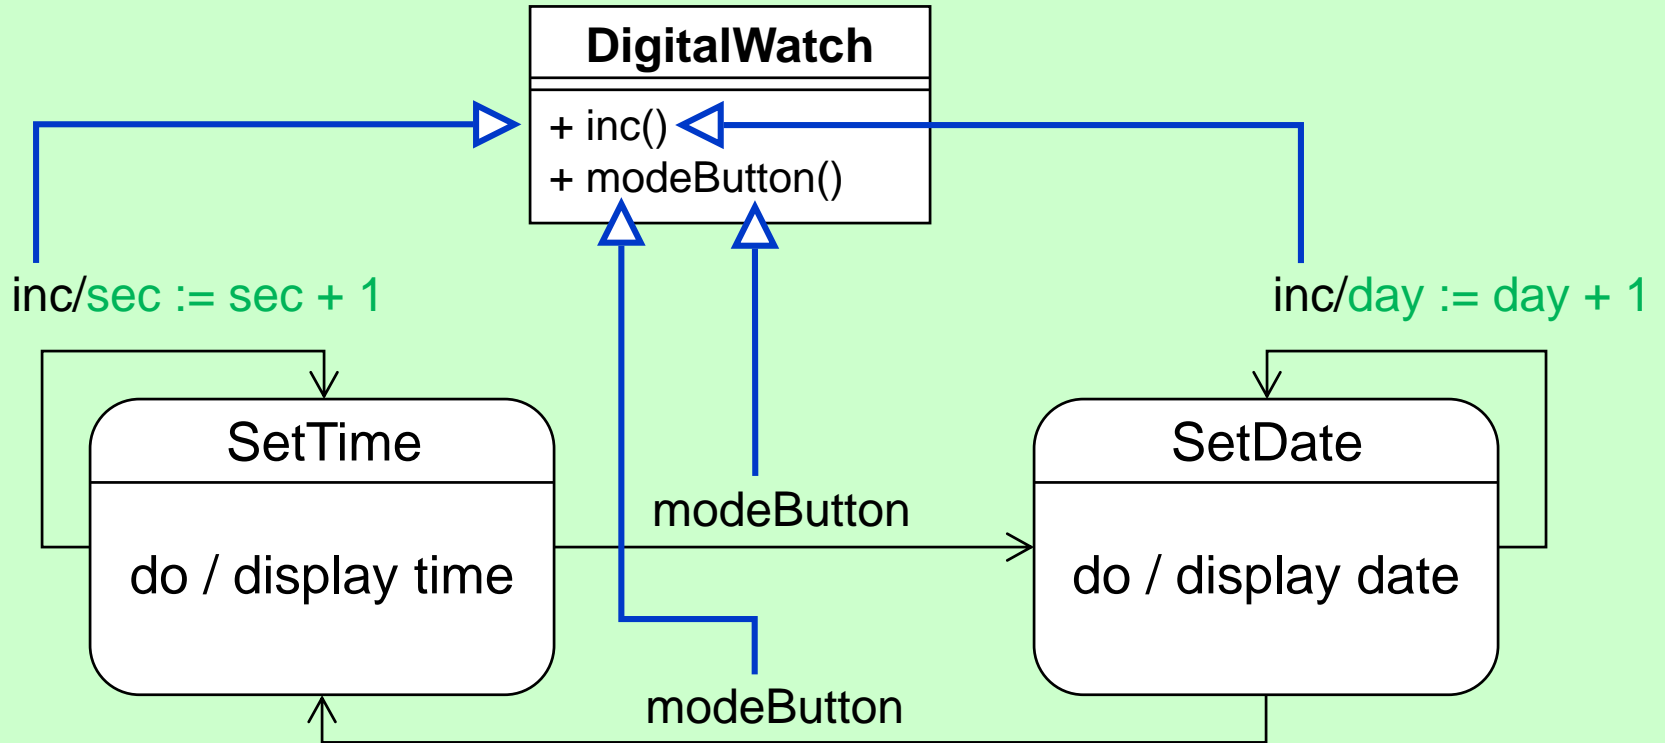 DigitalWatch
+ inc()
+ modeButton()
inc/sec := sec + 1
inc/day := day + 1
SetTime
do / display time
modeButton
SetDate
do / display date
modeButton